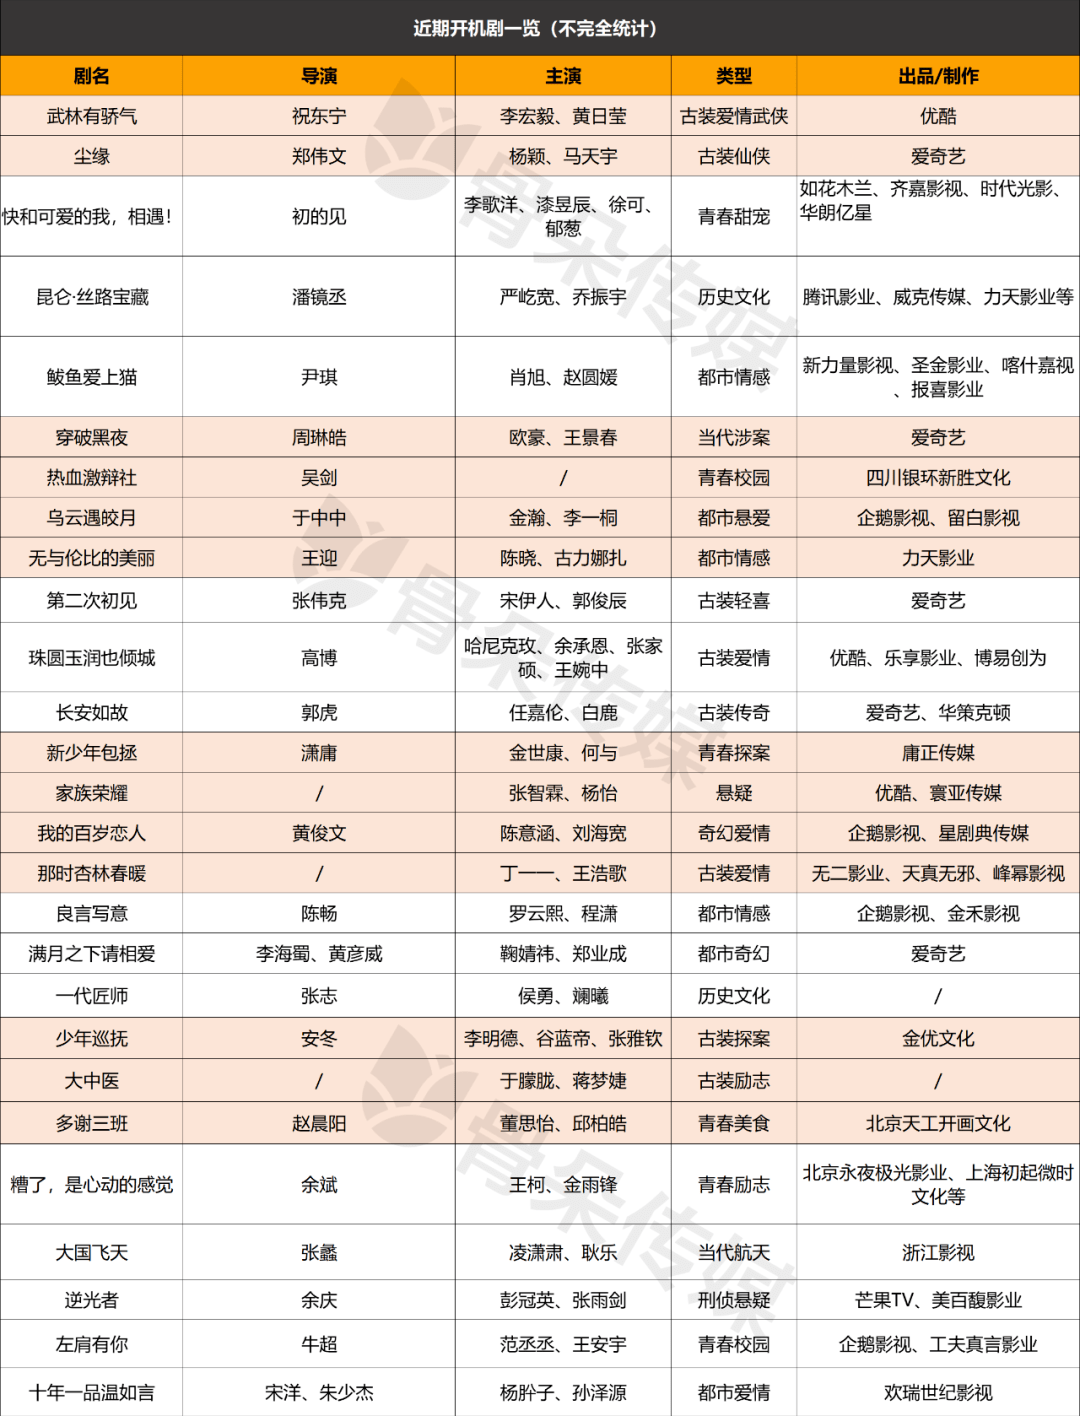 近期开机剧一览（不完全统计）
剧名 导演 主演 类型 出品/制作
武林有骄气 祝东宁 李宏毅、黄日莹 古装爱情武侠 优酷
尘缘 郑伟文 杨颖、马天宇 古装仙侠 爱奇艺
快和可爱的我，相遇！ 初的见 李歌洋、漆昱辰、徐可、郁葱 青春甜宠 如花木兰、齐嘉影视、时代光影、华朗亿星
昆仑·丝路宝藏 潘镜丞 严屹宽、乔振宇 历史文化 腾讯影业、威克传媒、力天影业等
鲅鱼爱上猫 尹琪 肖旭、赵圆媛 都市情感 新力量影视、圣金影业、喀什嘉视、报喜影业
穿破黑夜 周琳皓 欧豪、王景春 当代涉案 爱奇艺
热血激辩社 吴剑 / 青春校园 四川银环新胜文化
乌云遇皎月 于中中 金瀚、李一桐 都市悬爱 企鹅影视、留白影视
无与伦比的美丽 王迎 陈晓、古力娜扎 都市情感 力天影业
第二次初见 张伟克 宋伊人、郭俊辰 古装轻喜 爱奇艺
珠圆玉润也倾城 高博 哈尼克孜、余承恩、张家硕、王婉中 古装爱情 优酷、乐享影业、博易创为
长安如故 郭虎 任嘉伦、白鹿 古装传奇 爱奇艺、华策克顿
新少年包拯 潇庸 金世康、何与 青春探案 庸正传媒
家族荣耀 / 张智霖、杨怡 悬疑 优酷、寰亚传媒
我的百岁恋人 黄俊文 陈意涵、刘海宽 奇幻爱情 企鹅影视、星剧典传媒
那时杏林春暖 / 丁一一、王浩歌 古装爱情 无二影业、天真无邪、峰幂影视
良言写意 陈畅 罗云熙、程潇 都市情感 企鹅影视、金禾影视
满月之下请相爱 李海蜀、黄彦威 鞠婧祎、郑业成 都市奇幻 爱奇艺
一代匠师 张志 侯勇、斓曦 历史文化 /
少年巡抚 安冬 李明德、谷蓝帝、张雅钦 古装探案 金优文化
大中医 / 于朦胧、蒋梦婕 古装励志 /
多谢三班 赵晨阳 董思怡、邱柏皓 青春美食 北京天工开画文化
糟了，是心动的感觉 余斌 王柯、金雨锋 青春励志 北京永夜极光影业、上海初起微时文化等
大国飞天 张蠡 凌潇肃、耿乐 当代航天 浙江影视
逆光者 余庆 彭冠英、张雨剑 刑侦悬疑 芒果TV、美百馥影业
左肩有你 牛超 范丞丞、王安宇 青春校园 企鹅影视、工夫真言影业
十年一品温如言 宋洋、朱少杰 杨肸子、孙泽源 都市爱情 欢瑞世纪影视
骨朵传媒
骨朵传媒
骨朵传媒